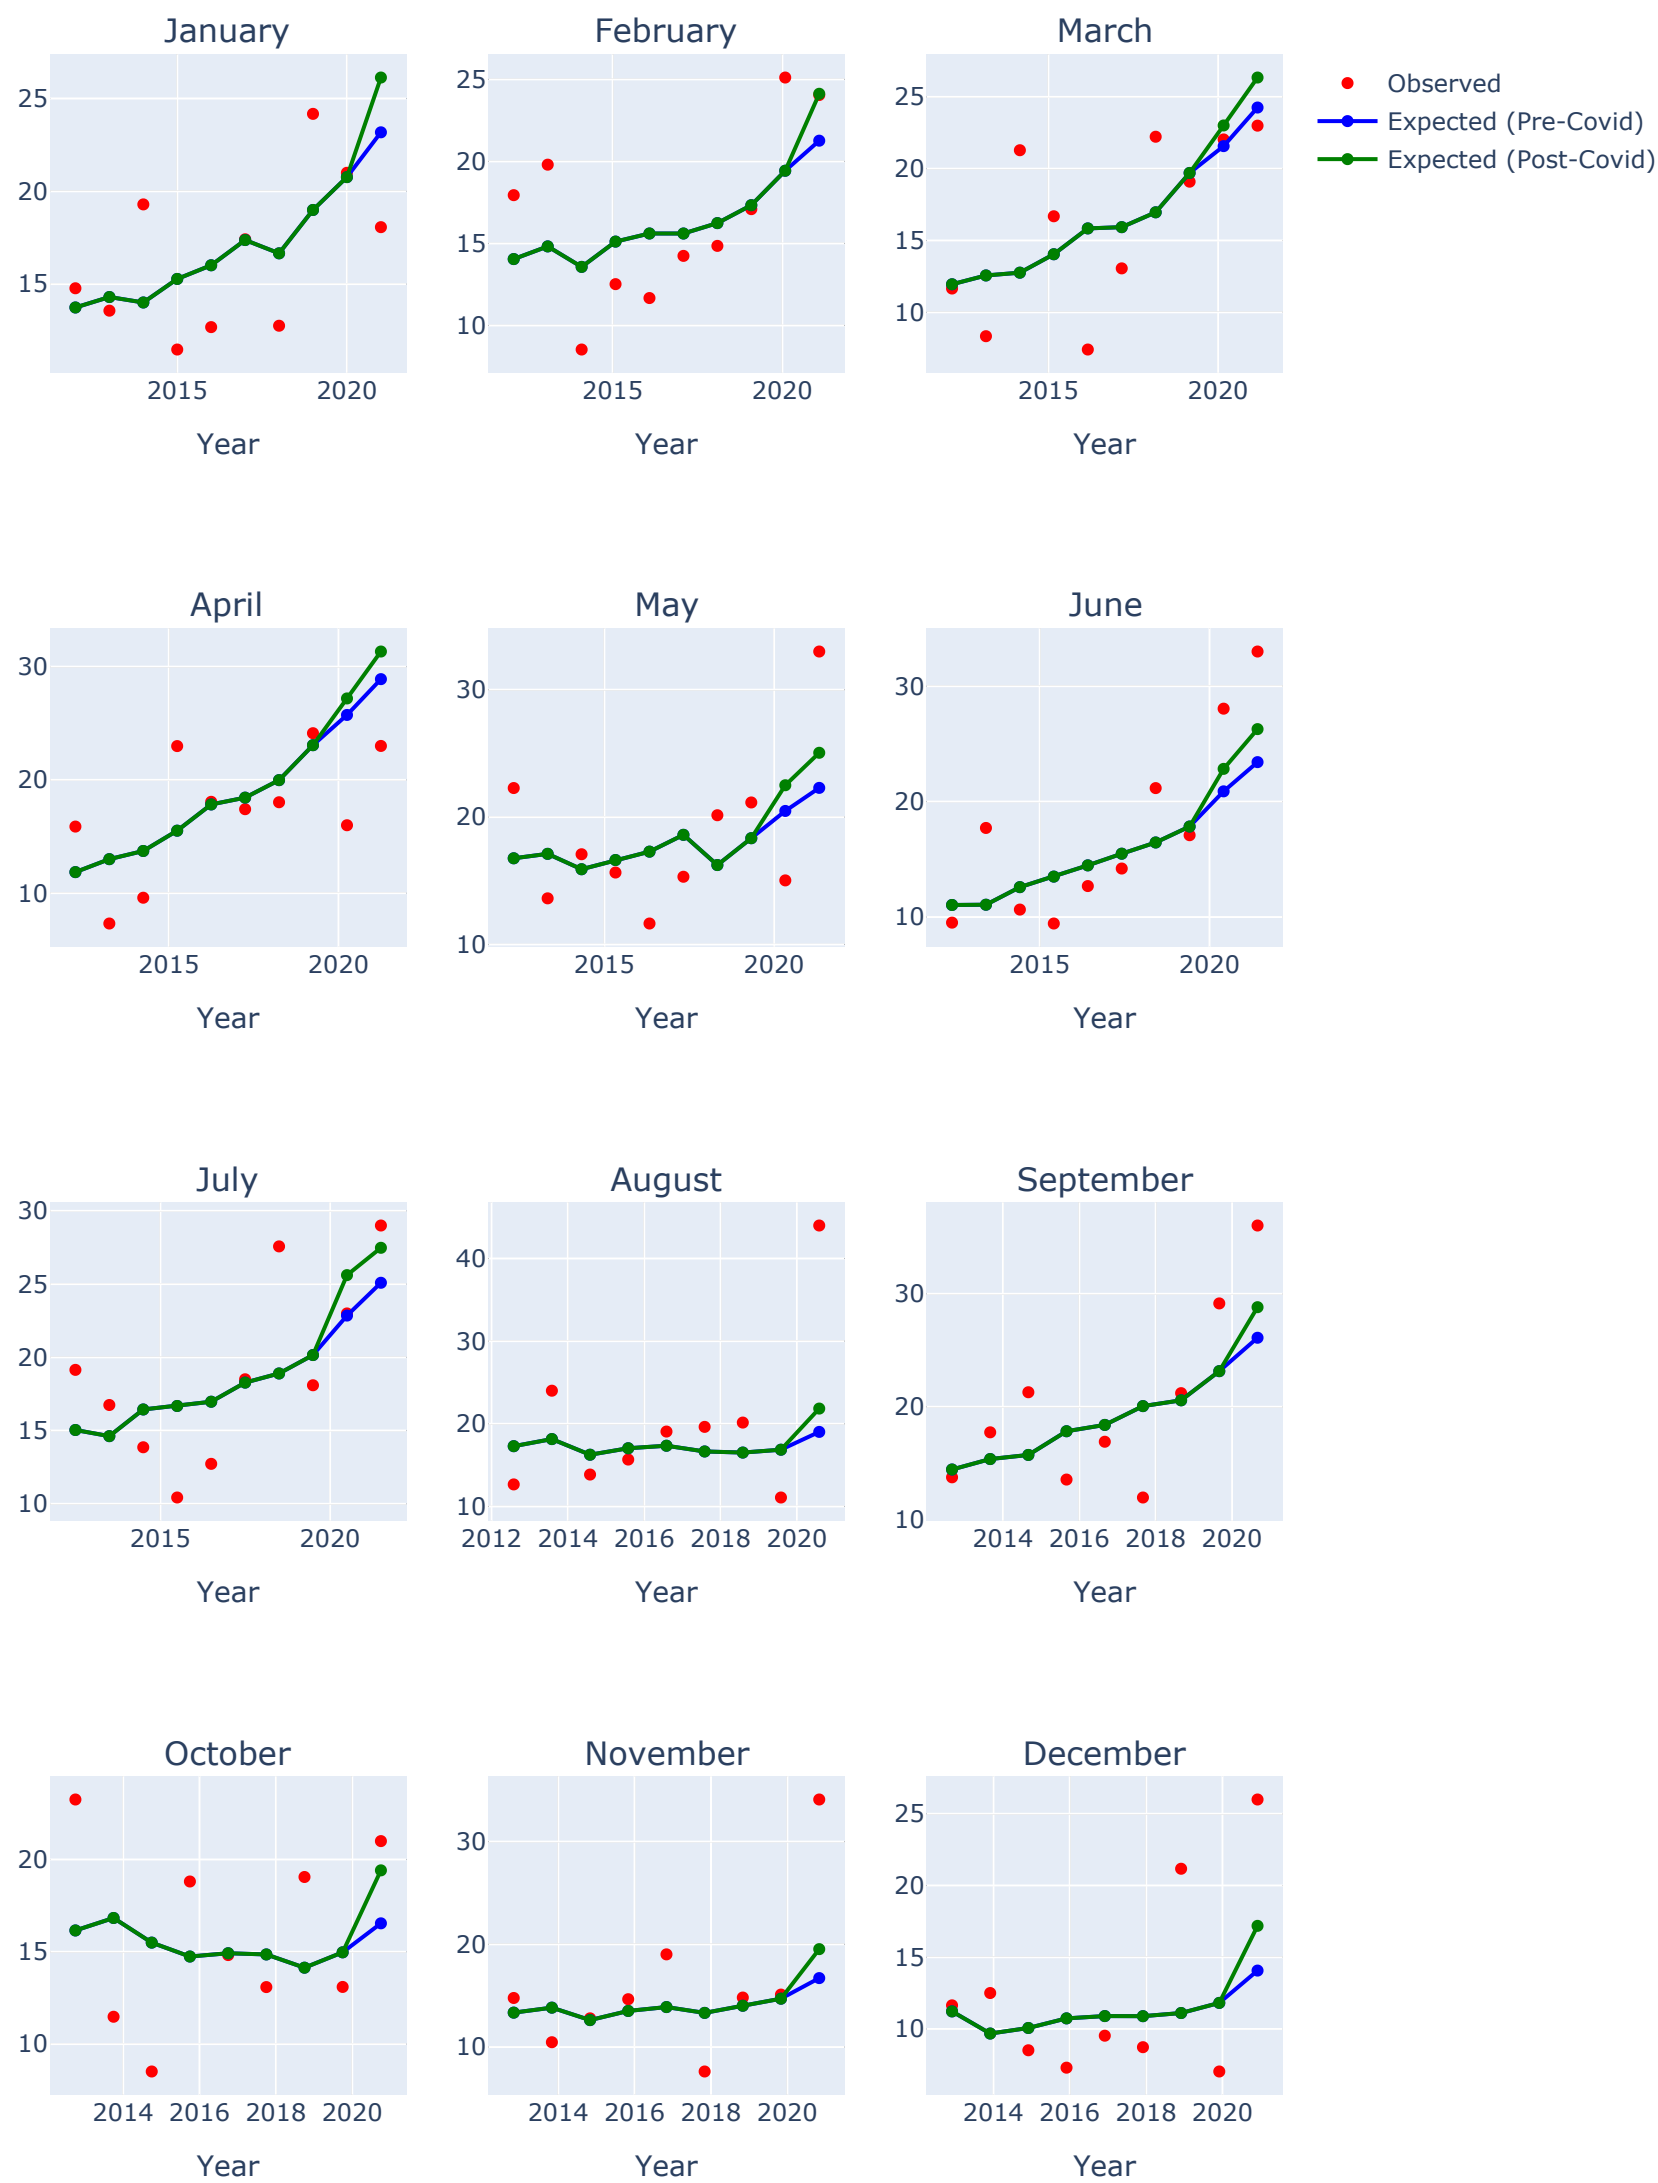 January
February
March
25
20
15
2015
2020
Year
25
20
15
10
2015
2020
Year
25
20
15
10
2015
2020
Year
Observed
Expected (Pre-Covid)
Expected (Post-Covid)
April
May
June
30
20
10
2015
2020
Year
30
20
10
2015
2020
Year
30
20
10
2015
2020
Year
July
August
September
30
25
20
15
10
2015
2020
Year
40
30
20
10
2012
2014
2016
2018
2020
Year
30
20
10
2014
2016
2018
2020
Year
October
November
December
20
15
10
2014
2016
2018
2020
Year
30
20
10
2014
2016
2018
2020
Year
25
20
15
10
2014
2016
2018
2020
Year